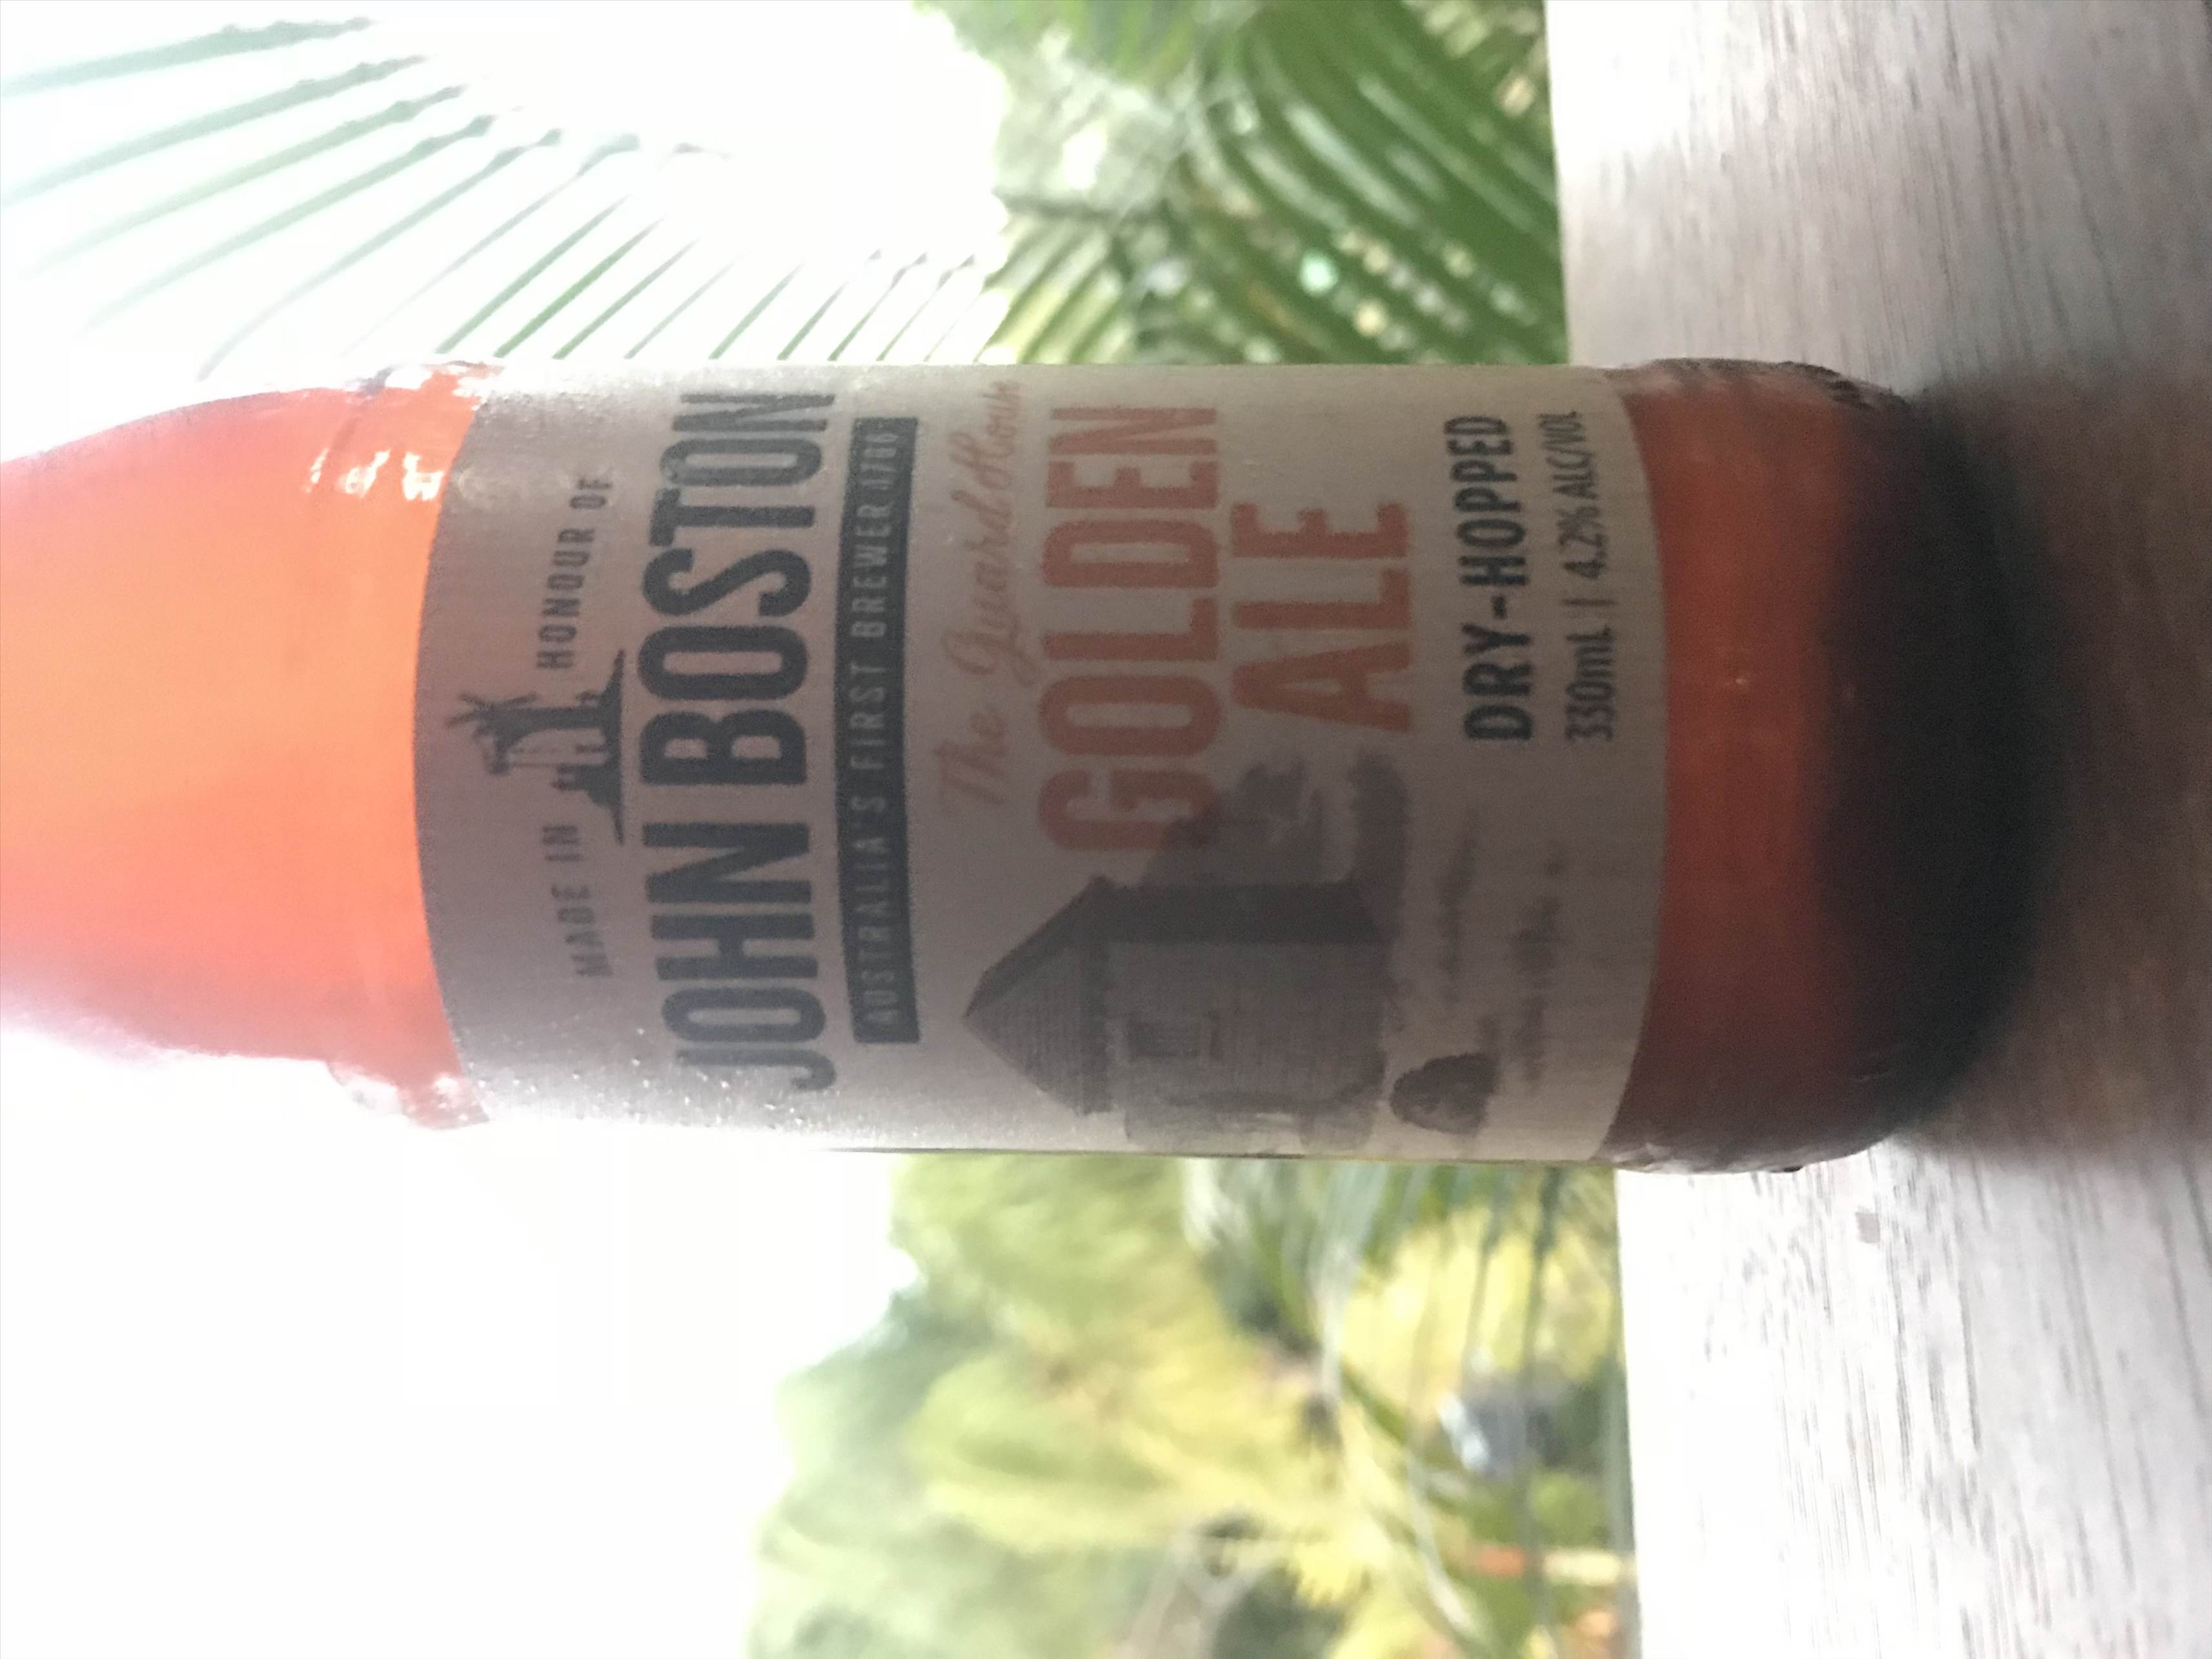 MADE IN HONOUR OF
JOHN BOSTON
AUSTRALIA'S FIRST BREWER 1796
The Guard House
GOLDEN
ALE
DRY-HOPPED
330mL | 4.2% ALC/VOL